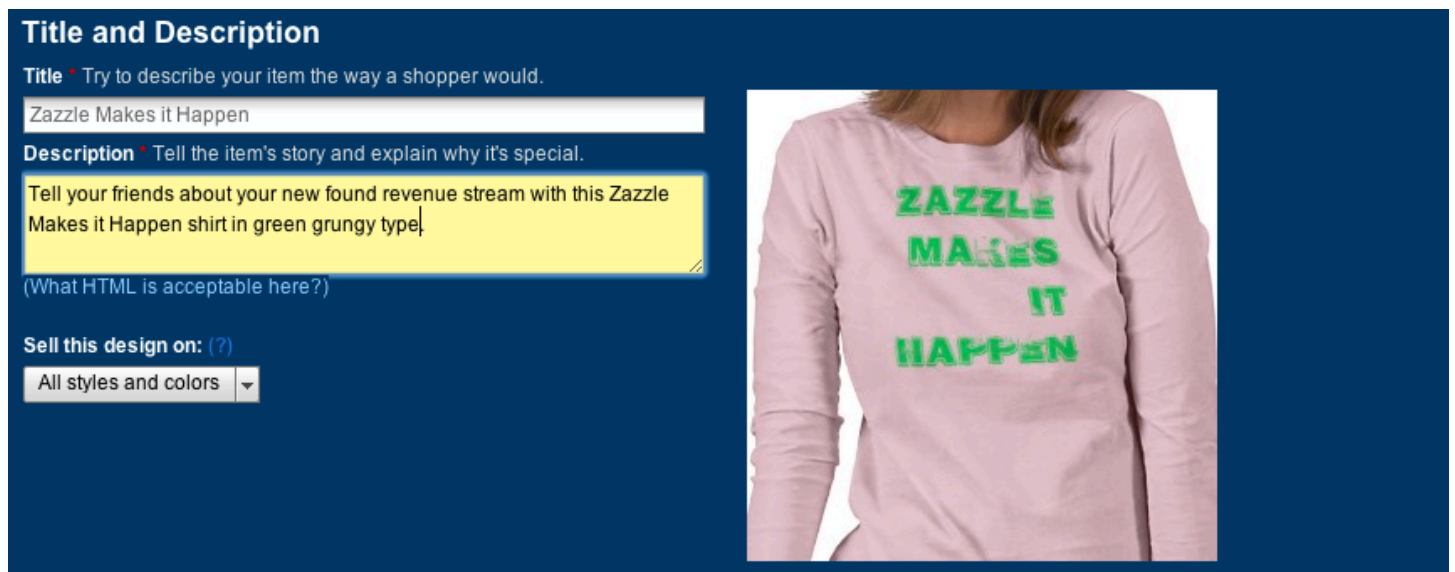 Title and Description
Title * Try to describe your item the way a shopper would.
Zazzle Makes it Happen
Description * Tell the item's story and explain why it's special.
Tell your friends about your new found revenue stream with this Zazzle
Makes it Happen shirt in green grungy type.
(What HTML is acceptable here?)
Sell this design on: (?)
All styles and colors
ZAZZLE
MAKES
IT
HAPPEN